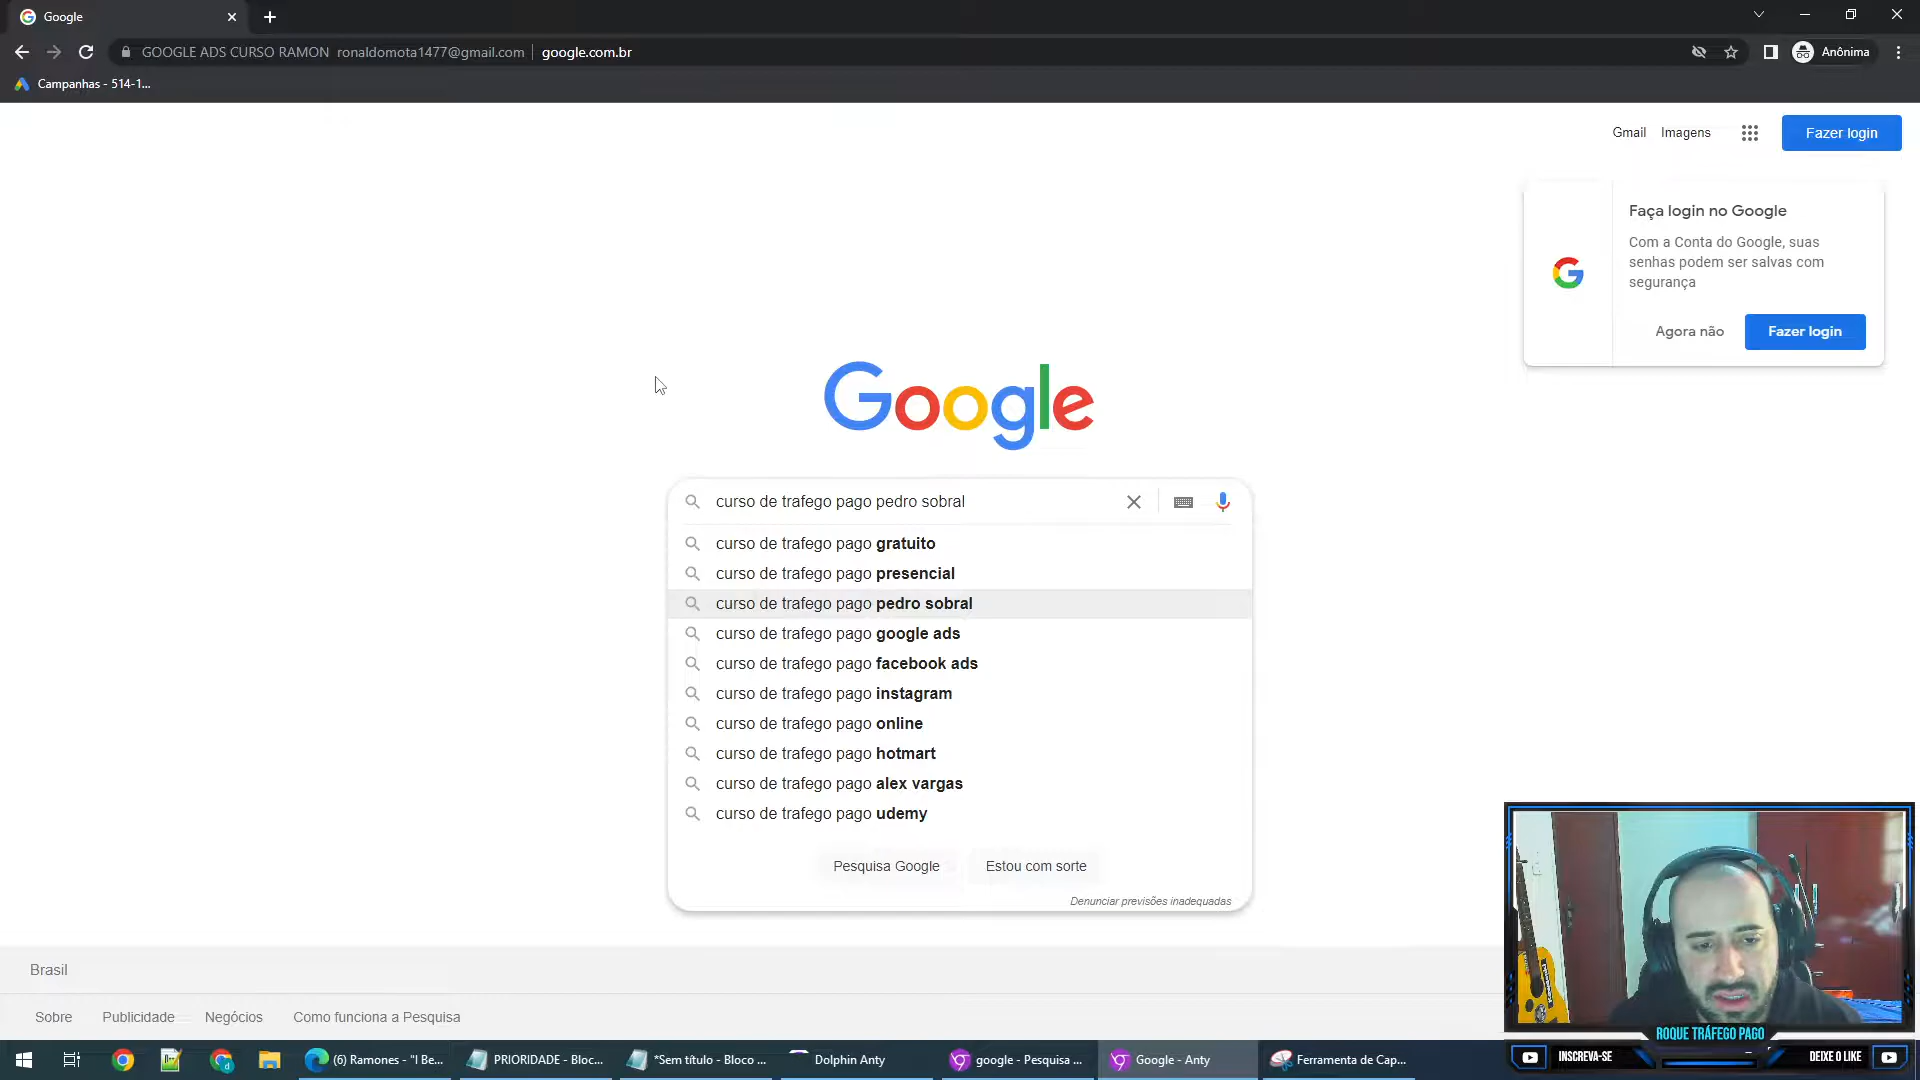 Google
GOOGLE ADS CURSO RAMON ronaldomota1477@gmail.com google.com.br
Anônima
Campanhas - 514-1...
Gmail Imagens Fazer login
Faça login no Google
Com a Conta do Google, suas
senhas podem ser salvas com
segurança
Agora não Fazer login
Google
curso de trafego pago pedro sobral
curso de trafego pago gratuito
curso de trafego pago presencial
curso de trafego pago pedro sobral
curso de trafego pago google ads
curso de trafego pago facebook ads
curso de trafego pago instagram
curso de trafego pago online
curso de trafego pago hotmart
curso de trafego pago alex vargas
curso de trafego pago udemy
Pesquisa Google Estou com sorte
Denunciar previsões inadequadas
Brasil
Sobre Publicidade Negócios Como funciona a Pesquisa
ROQUE TRÁFEGO PAGO
INSCREVA-SE DEIXE O LIKE
(6) Ramones - "I Be... PRIORIDADE - Bloc... *Sem título - Bloco ... Dolphin Anty google - Pesquisa ... Google - Anty Ferramenta de Cap...